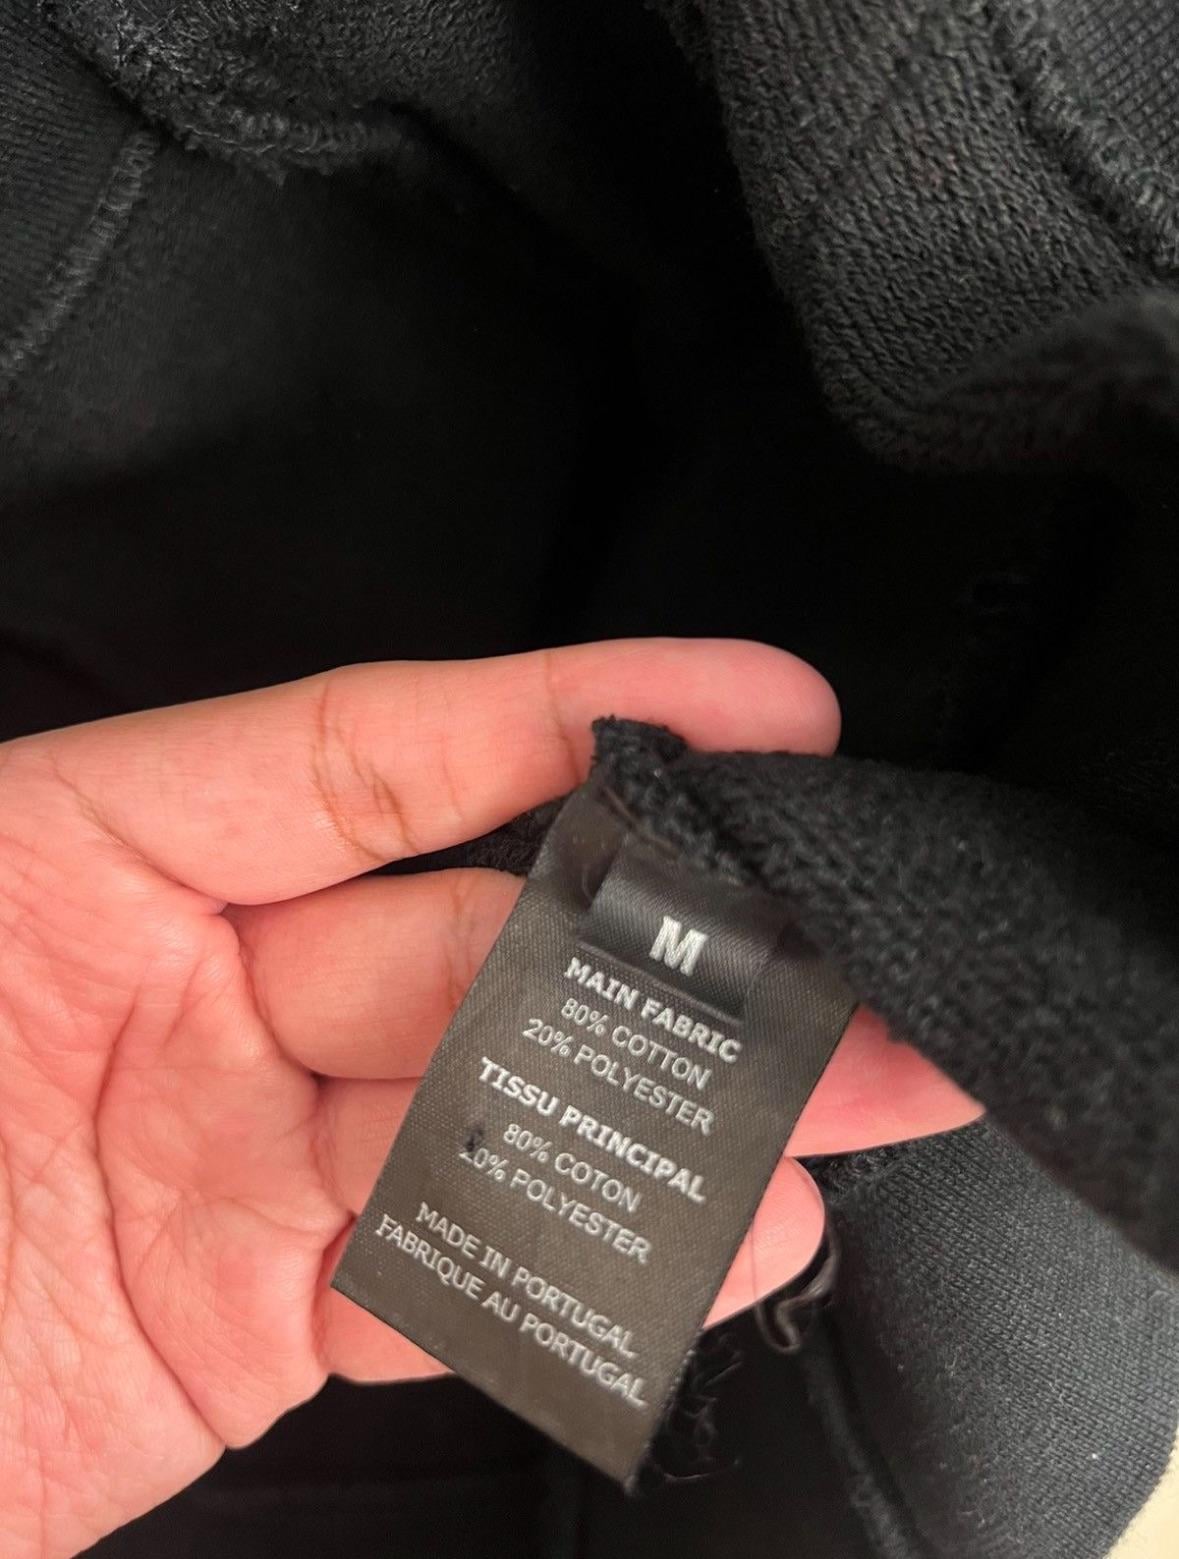 M
MAIN FABRIC
80% COTTON
20% POLYESTER
TISSU PRINCIPAL
80% COTON
20% POLYESTER
MADE IN PORTUGAL
FABRIQUE AU PORTUGAL